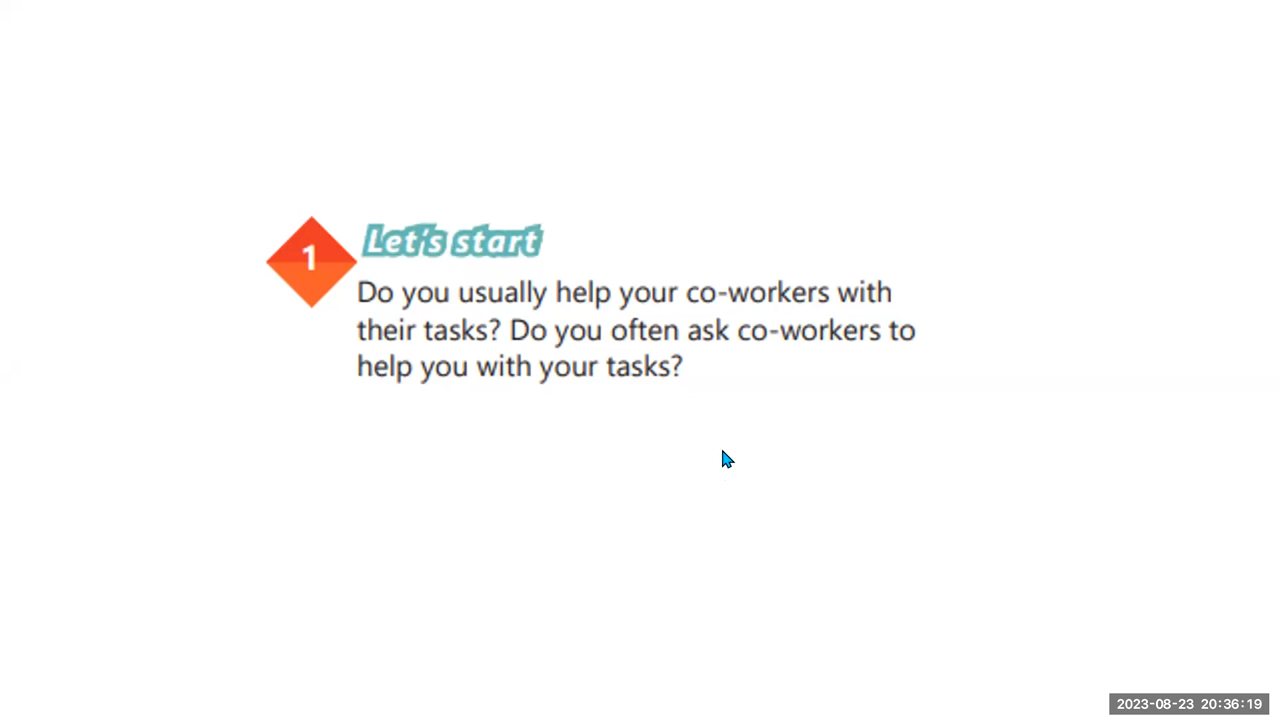 1
Let's start
Do you usually help your co-workers with
their tasks? Do you often ask co-workers to
help you with your tasks?
2023-08-23 20:36:19